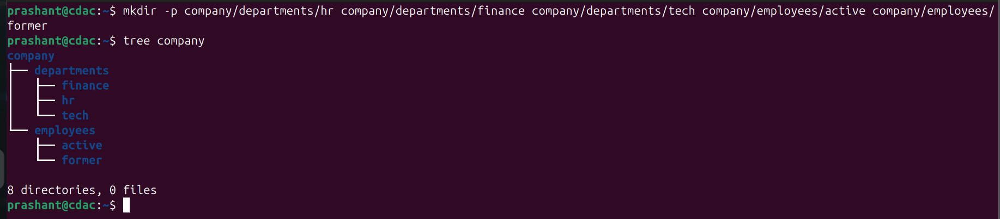 prashant@cdac:~$ mkdir -p company/departments/hr company/departments/finance company/departments/tech company/employees/active company/employees/
former
prashant@cdac:~$ tree company
company
├── departments
│   ├── finance
│   ├── hr
│   └── tech
└── employees
    ├── active
    └── former

8 directories, 0 files
prashant@cdac:~$